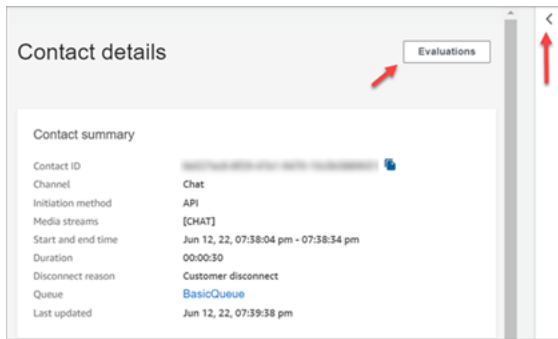 Contact details
Evaluations
Contact summary
Contact ID
Channel Chat
Initiation method API
Media streams [CHAT]
Start and end time Jun 12, 22, 07:38:04 pm - 07:38:34 pm
Duration 00:00:30
Disconnect reason Customer disconnect
Queue BasicQueue
Last updated Jun 12, 22, 07:39:38 pm